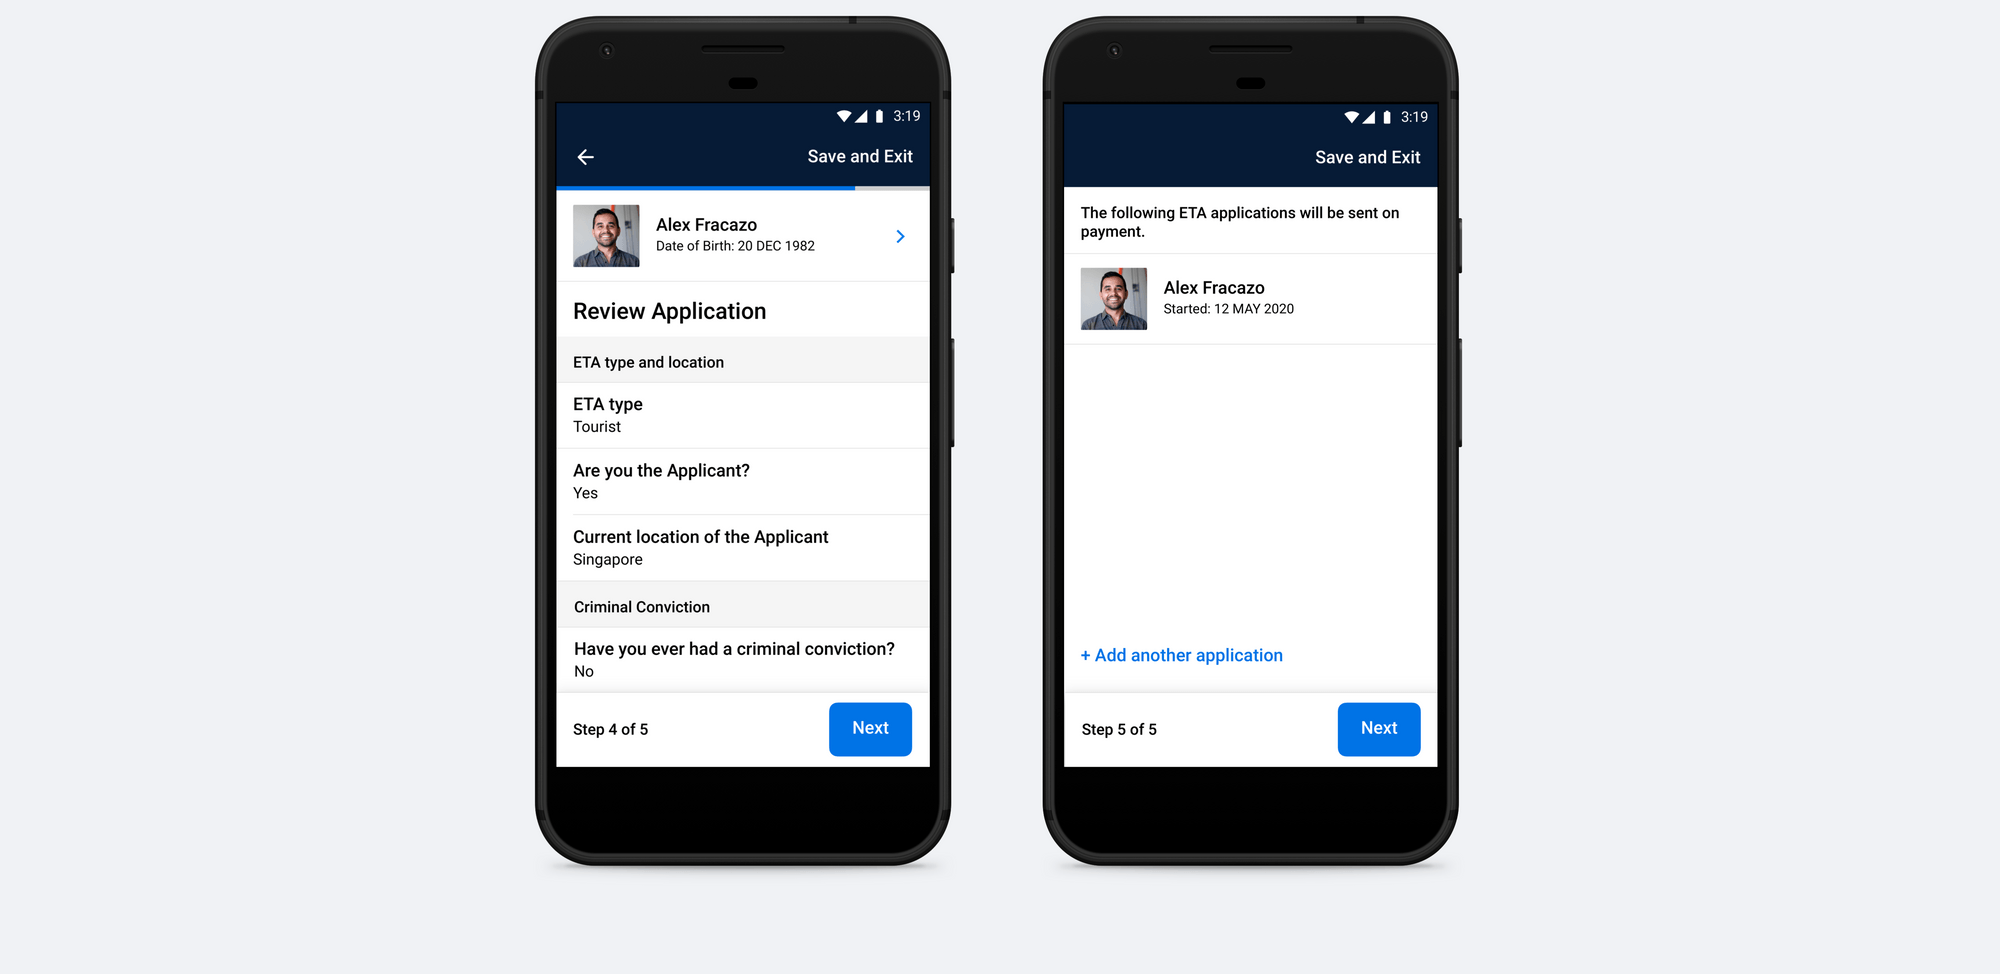 3:19
Save and Exit
Alex Fracazo
Date of Birth: 20 DEC 1982
Review Application
ETA type and location
ETA type
Tourist
Are you the Applicant?
Yes
Current location of the Applicant
Singapore
Criminal Conviction
Have you ever had a criminal conviction?
No
Step 4 of 5
Next
3:19
Save and Exit
The following ETA applications will be sent on
payment.
Alex Fracazo
Started: 12 MAY 2020
+ Add another application
Step 5 of 5
Next